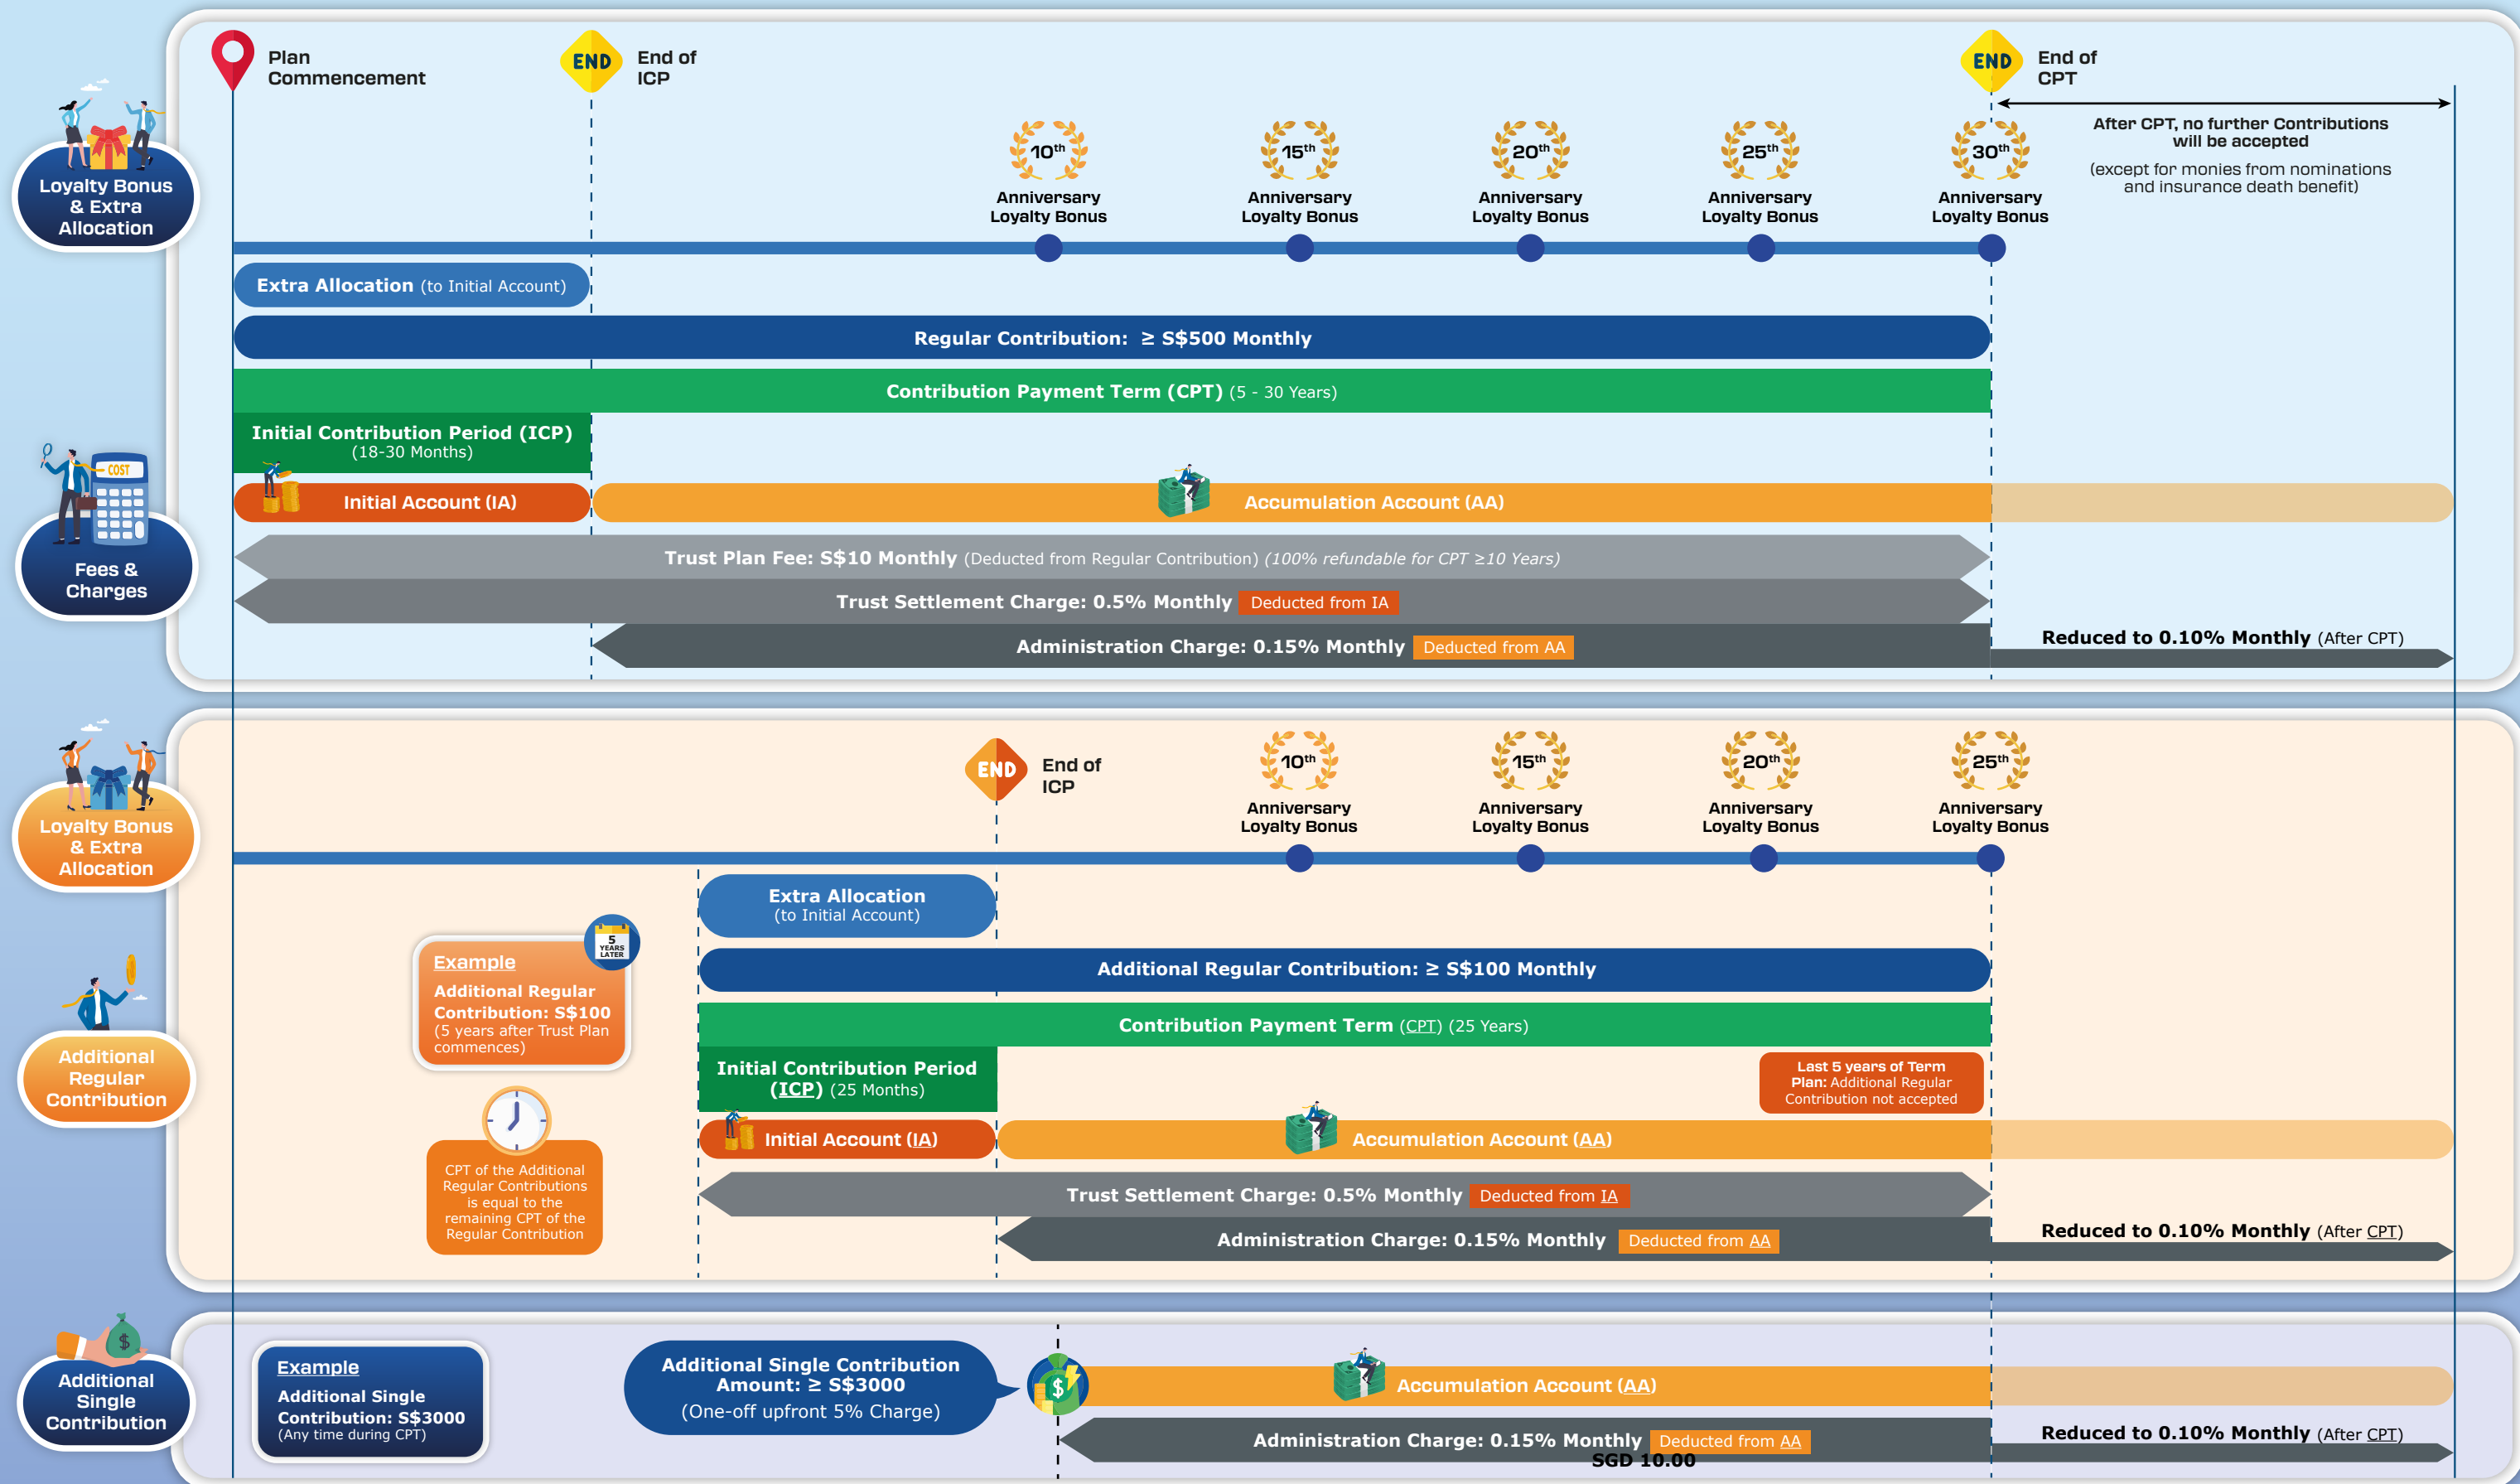 Plan
Commencement
END
End of
ICP
END
End of
CPT
After CPT, no further Contributions
will be accepted
(except for monies from nominations
and insurance death benefit)
10th
Anniversary
Loyalty Bonus
15th
Anniversary
Loyalty Bonus
20th
Anniversary
Loyalty Bonus
25th
Anniversary
Loyalty Bonus
30th
Anniversary
Loyalty Bonus
Loyalty Bonus
& Extra
Allocation
Extra Allocation (to Initial Account)
Regular Contribution: ≥ S$500 Monthly
Contribution Payment Term (CPT) (5 - 30 Years)
Initial Contribution Period (ICP)
(18-30 Months)
COST
Fees &
Charges
Initial Account (IA)
Accumulation Account (AA)
Trust Plan Fee: S$10 Monthly (Deducted from Regular Contribution) (100% refundable for CPT ≥10 Years)
Trust Settlement Charge: 0.5% Monthly Deducted from IA
Administration Charge: 0.15% Monthly Deducted from AA
Reduced to 0.10% Monthly (After CPT)
Loyalty Bonus
& Extra
Allocation
END
End of
ICP
10th
Anniversary
Loyalty Bonus
15th
Anniversary
Loyalty Bonus
20th
Anniversary
Loyalty Bonus
25th
Anniversary
Loyalty Bonus
Extra Allocation
(to Initial Account)
5
YEARS
LATER
Example
Additional Regular
Contribution: S$100
(5 years after Trust Plan
commences)
Additional Regular Contribution: ≥ S$100 Monthly
Contribution Payment Term (CPT) (25 Years)
Initial Contribution Period
(ICP) (25 Months)
Last 5 years of Term
Plan: Additional Regular
Contribution not accepted
Additional
Regular
Contribution
Initial Account (IA)
Accumulation Account (AA)
CPT of the Additional
Regular Contributions
is equal to the
remaining CPT of the
Regular Contribution
Trust Settlement Charge: 0.5% Monthly Deducted from IA
Administration Charge: 0.15% Monthly Deducted from AA
Reduced to 0.10% Monthly (After CPT)
$
Additional
Single
Contribution
Example
Additional Single
Contribution: S$3000
(Any time during CPT)
Additional Single Contribution
Amount: ≥ S$3000
(One-off upfront 5% Charge)
$
Accumulation Account (AA)
Administration Charge: 0.15% Monthly Deducted from AA
SGD 10.00
Reduced to 0.10% Monthly (After CPT)